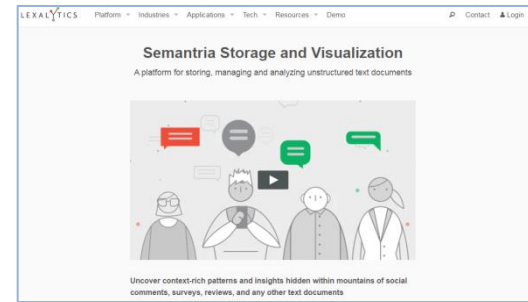 LEXALYTICS Platform Industries Applications Tech Resources Demo Contact Login
Semantria Storage and Visualization
A platform for storing, managing and analyzing unstructured text documents
Uncover context-rich patterns and insights hidden within mountains of social
comments, surveys, reviews, and any other text documents